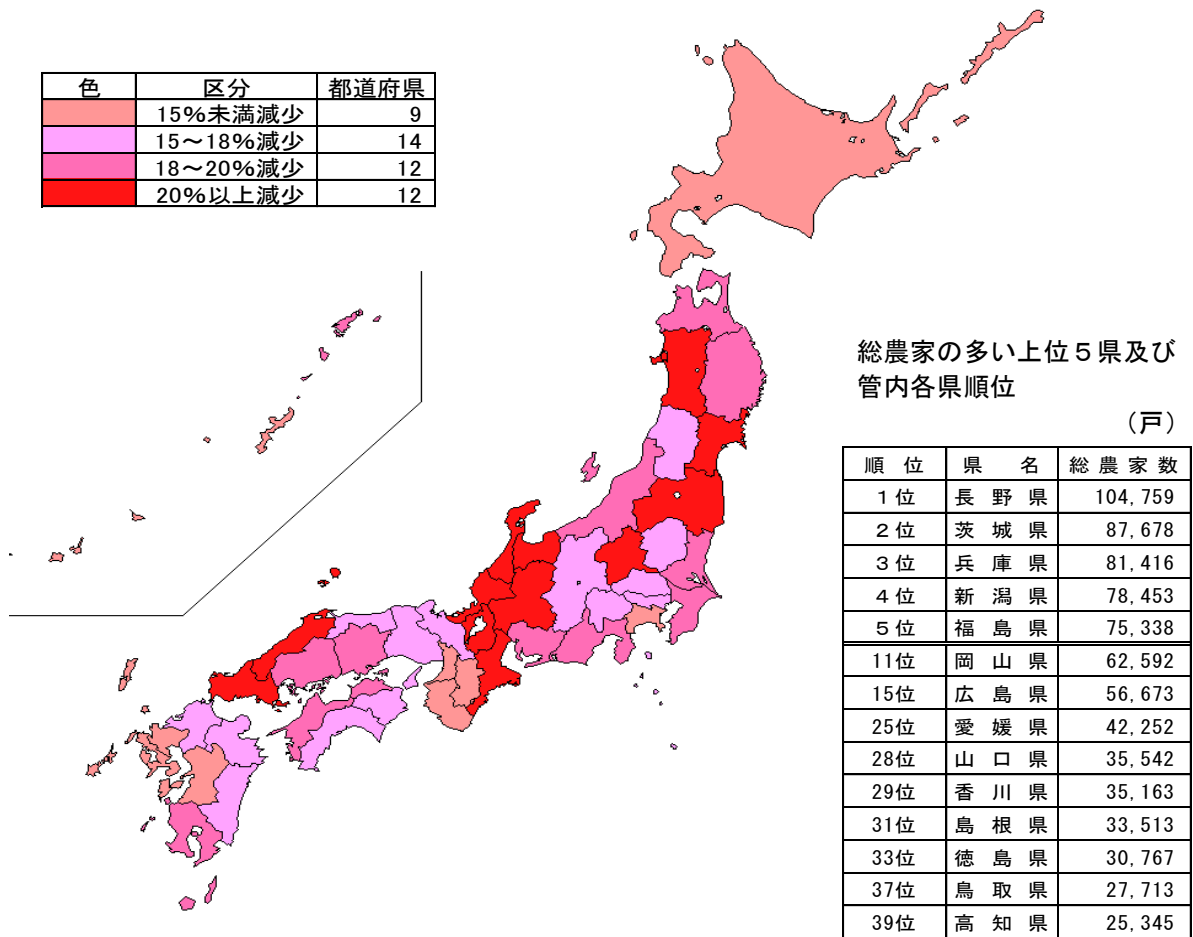 色 区分 都道府県
15%未満減少 9
15～18%減少 14
18～20%減少 12
20%以上減少 12
総農家の多い上位５県及び
管内各県順位
（戸）
順位 県名 総農家数
1位 長野県 104,759
2位 茨城県 87,678
3位 兵庫県 81,416
4位 新潟県 78,453
5位 福島県 75,338
11位 岡山県 62,592
15位 広島県 56,673
25位 愛媛県 42,252
28位 山口県 35,542
29位 香川県 35,163
31位 島根県 33,513
33位 徳島県 30,767
37位 鳥取県 27,713
39位 高知県 25,345